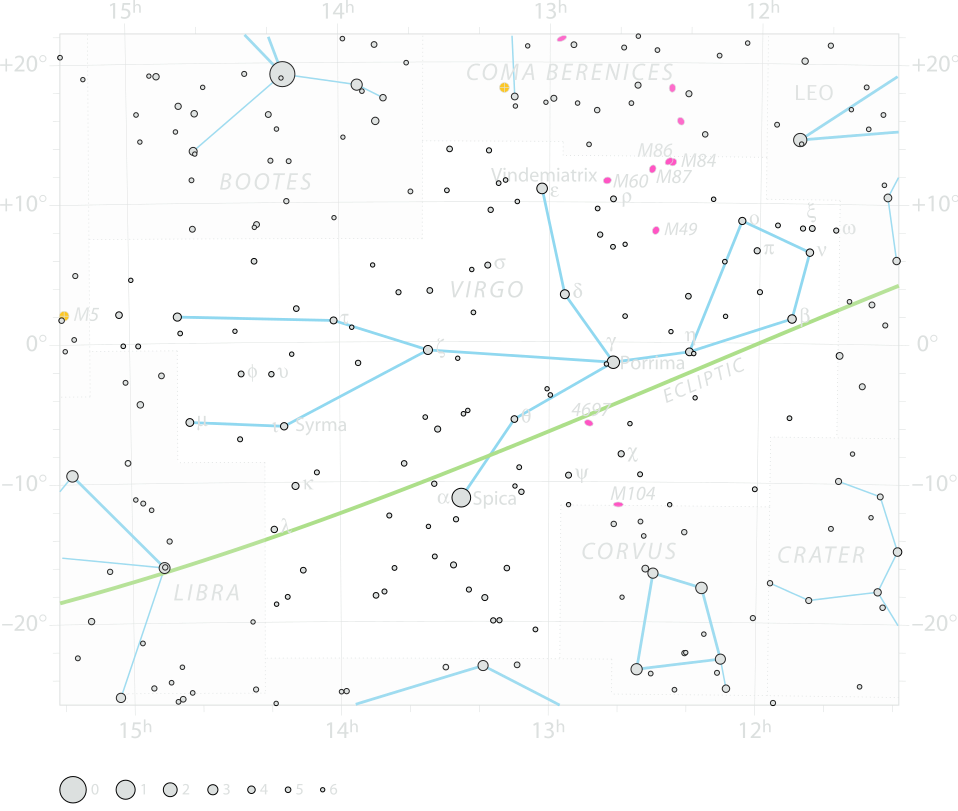 15h 14h 13h 12h
+20° +20°
COMA BERENICES
LEO
M86
M84
M87
BOOTES
Vindemiatrix
M60
ε
ρ
+10° +10°
ο ξ
M49
ω
π ν
σ
VIRGO
δ
M5
τ
β
0° 0°
ζ γ η
Porrima
ECLIPTIC
φ υ
4697
μ ι Syrma
θ
χ
ψ
−10° −10°
κ
α Spica
M104
λ
CORVUS
CRATER
LIBRA
−20° −20°
15h 14h 13h 12h
0 1 2 3 4 5 6